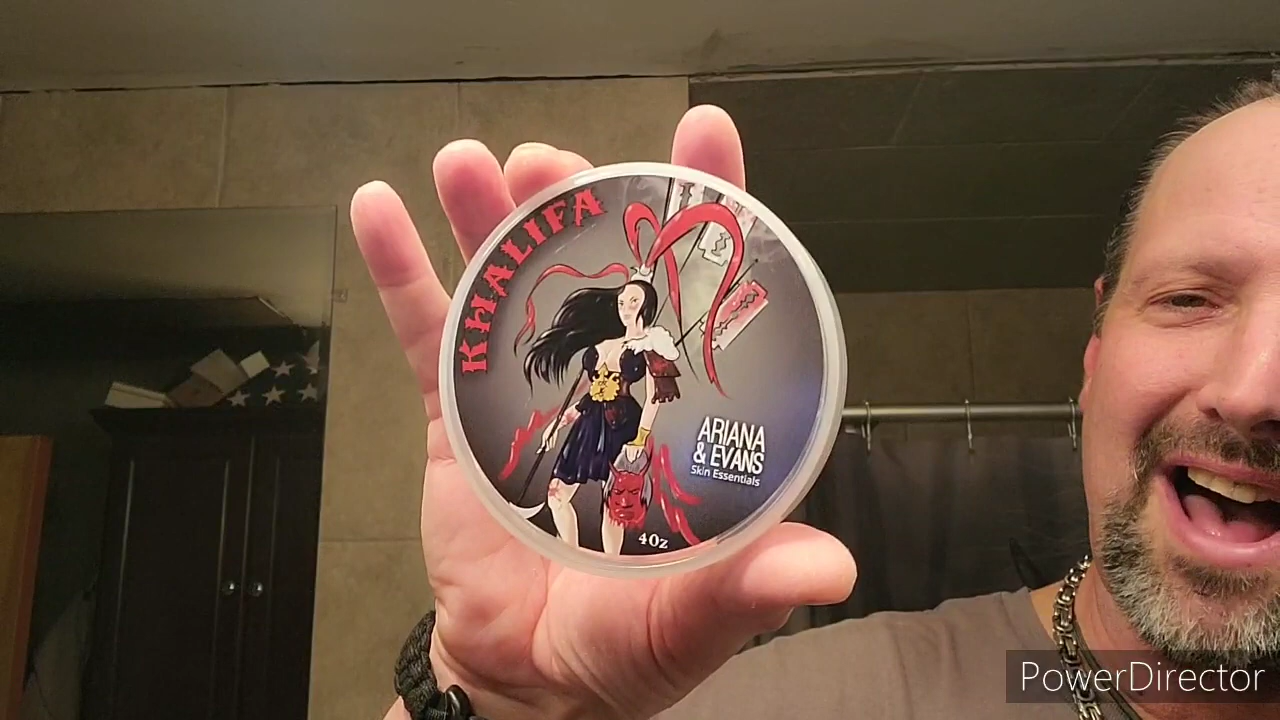 KHALIFA
ARIANA
& EVANS
Skin Essentials
4oz
PowerDirector